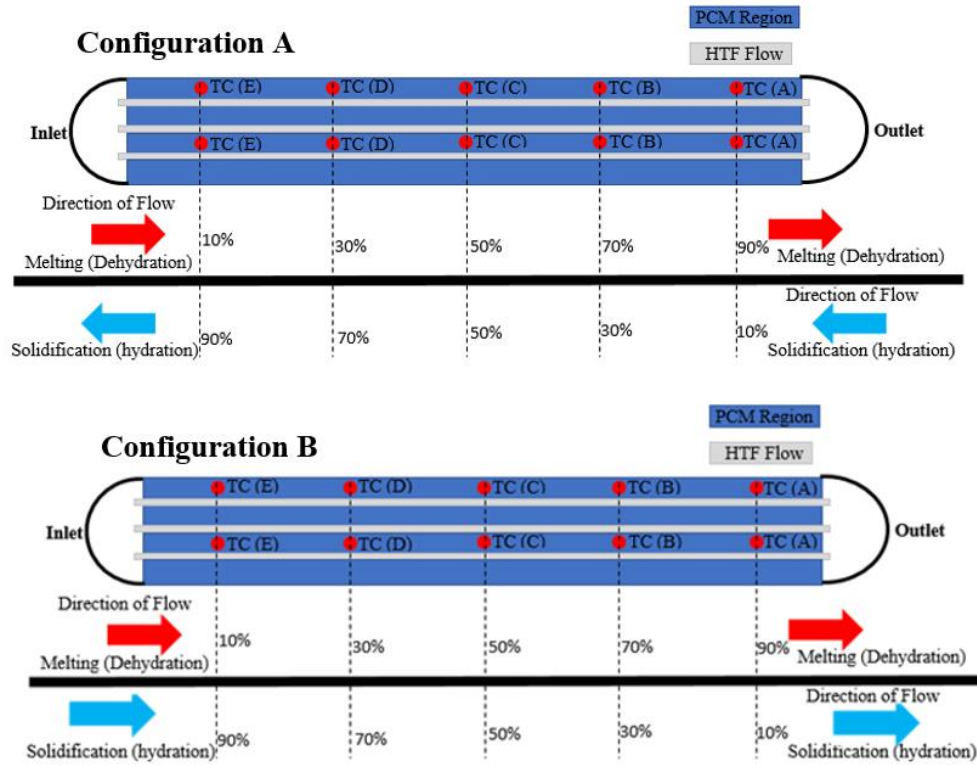 PCM Region
Configuration A
HTF Flow
TC (E) TC (D) TC (C) TC (B) TC (A)
Inlet Outlet
TC (E) TC (D) TC (C) TC (B) TC (A)
Direction of Flow
10% 30% 50% 70% 90%
Melting (Dehydration) Melting (Dehydration)
Direction of Flow
90% 70% 50% 30% 10%
Solidification (hydration) Solidification (hydration)
PCM Region
Configuration B
HTF Flow
TC (E) TC (D) TC (C) TC (B) TC (A)
Inlet Outlet
TC (E) TC (D) TC (C) TC (B) TC (A)
Direction of Flow
10% 30% 50% 70% 90%
Melting (Dehydration) Melting (Dehydration)
Direction of Flow
90% 70% 50% 30% 10%
Solidification (hydration) Solidification (hydration)